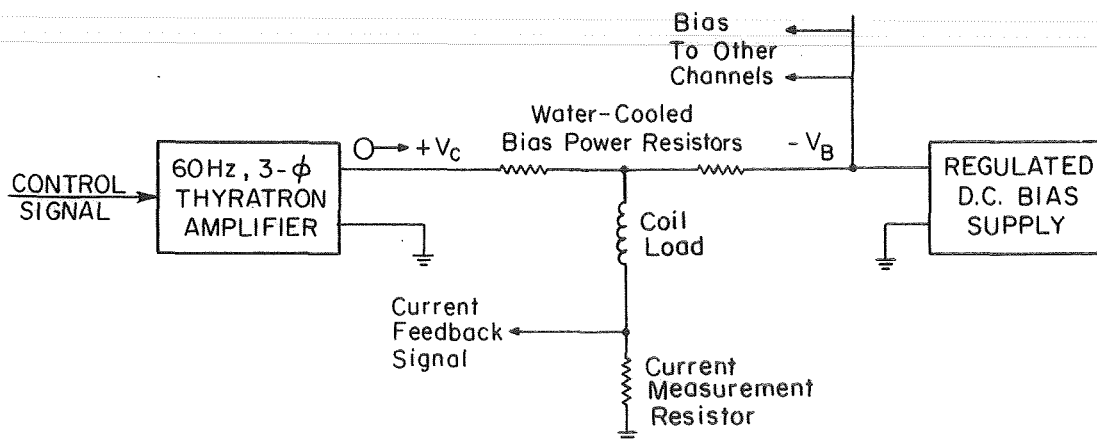 Bias
To Other
Channels
Water-Cooled
Bias Power Resistors
O→ +V_C
-V_B
CONTROL
SIGNAL
60Hz, 3-ϕ
THYRATRON
AMPLIFIER
REGULATED
D.C. BIAS
SUPPLY
Coil
Load
Current
Feedback
Signal
Current
Measurement
Resistor